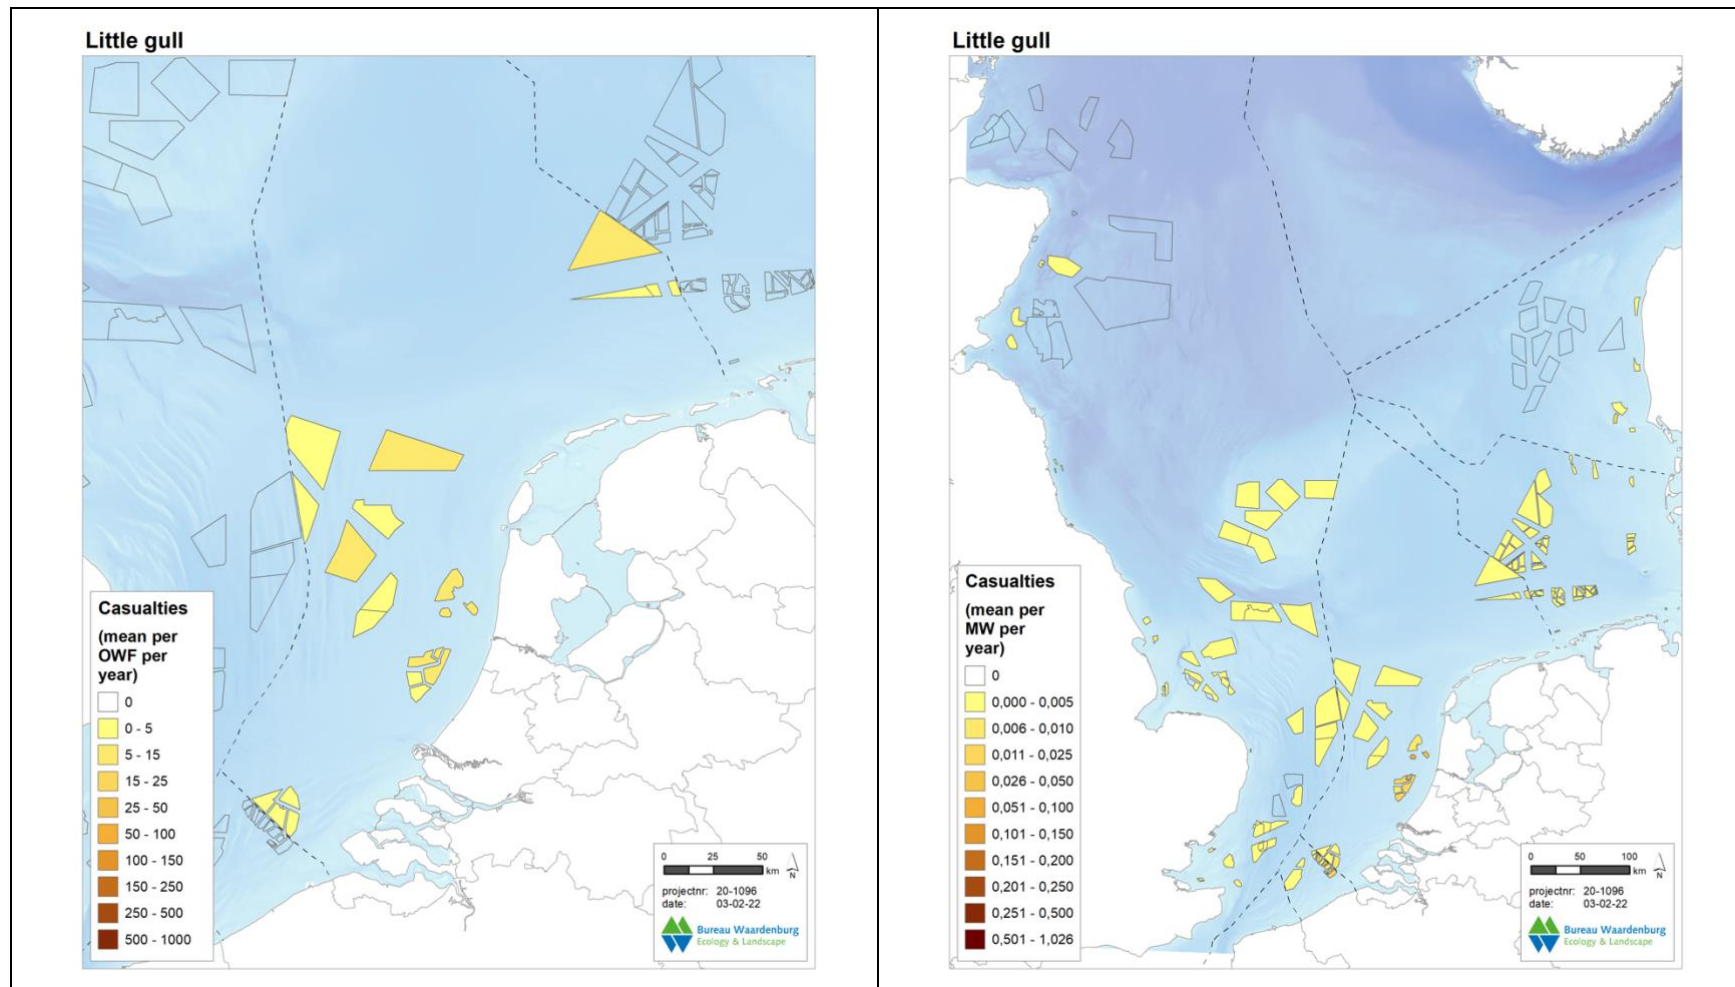 Little gull
Casualties
(mean per
OWF per
year)
0
0 - 5
5 - 15
15 - 25
25 - 50
50 - 100
100 - 150
150 - 250
250 - 500
500 - 1000
0 25 50
km
N
projectnr: 20-1096
date: 03-02-22
Bureau Waardenburg
Ecology & Landscape
Little gull
Casualties
(mean per
MW per
year)
0
0,000 - 0,005
0,006 - 0,010
0,011 - 0,025
0,026 - 0,050
0,051 - 0,100
0,101 - 0,150
0,151 - 0,200
0,201 - 0,250
0,251 - 0,500
0,501 - 1,026
0 50 100
km
N
projectnr: 20-1096
date: 03-02-22
Bureau Waardenburg
Ecology & Landscape